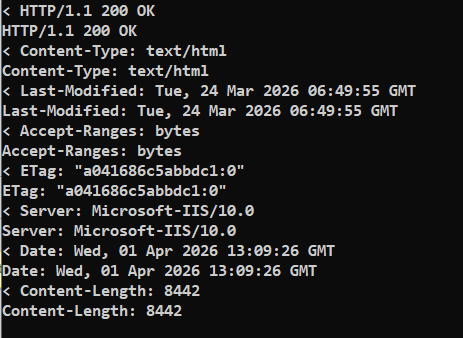 < HTTP/1.1 200 OK
HTTP/1.1 200 OK
< Content-Type: text/html
Content-Type: text/html
< Last-Modified: Tue, 24 Mar 2026 06:49:55 GMT
Last-Modified: Tue, 24 Mar 2026 06:49:55 GMT
< Accept-Ranges: bytes
Accept-Ranges: bytes
< ETag: "a041686c5abbdc1:0"
ETag: "a041686c5abbdc1:0"
< Server: Microsoft-IIS/10.0
Server: Microsoft-IIS/10.0
< Date: Wed, 01 Apr 2026 13:09:26 GMT
Date: Wed, 01 Apr 2026 13:09:26 GMT
< Content-Length: 8442
Content-Length: 8442